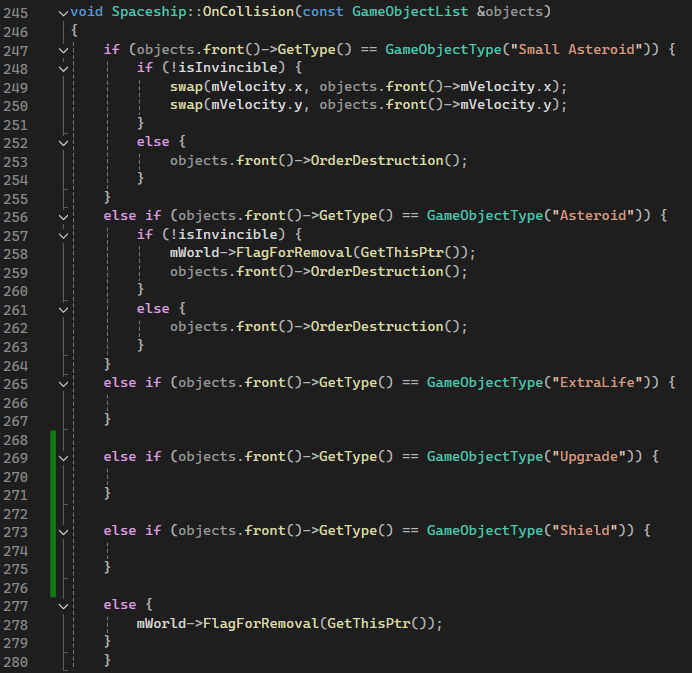 245 void Spaceship::OnCollision(const GameObjectList &objects)
246 {
247     if (objects.front()->GetType() == GameObjectType("Small Asteroid")) {
248         if (!isInvincible) {
249             swap(mVelocity.x, objects.front()->mVelocity.x);
250             swap(mVelocity.y, objects.front()->mVelocity.y);
251         }
252         else {
253             objects.front()->OrderDestruction();
254         }
255     }
256     else if (objects.front()->GetType() == GameObjectType("Asteroid")) {
257         if (!isInvincible) {
258             mWorld->FlagForRemoval(GetThisPtr());
259             objects.front()->OrderDestruction();
260         }
261         else {
262             objects.front()->OrderDestruction();
263         }
264     }
265     else if (objects.front()->GetType() == GameObjectType("ExtraLife")) {
266
267     }
268
269     else if (objects.front()->GetType() == GameObjectType("Upgrade")) {
270
271     }
272
273     else if (objects.front()->GetType() == GameObjectType("Shield")) {
274
275     }
276
277     else {
278         mWorld->FlagForRemoval(GetThisPtr());
279     }
280     }